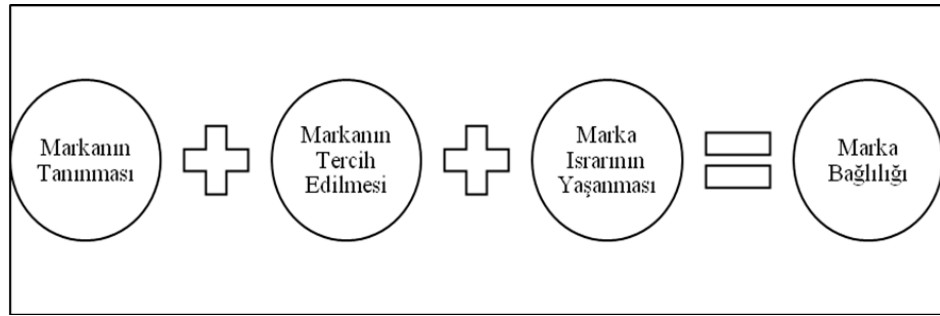 Markanın
Tanınması
Markanın
Tercih
Edilmesi
Marka
Israrının
Yaşanması
Marka
Bağlılığı